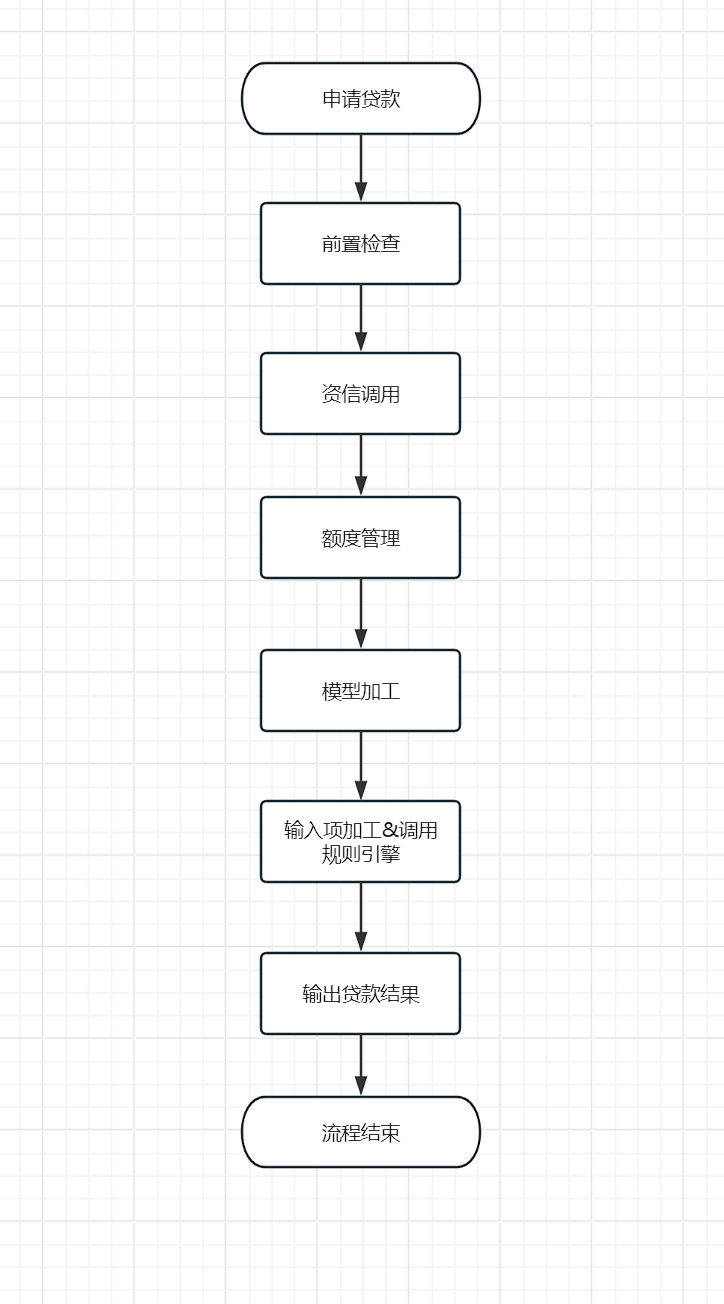 申请贷款
前置检查
资信调用
额度管理
模型加工
输入项加工&调用
规则引擎
输出贷款结果
流程结束